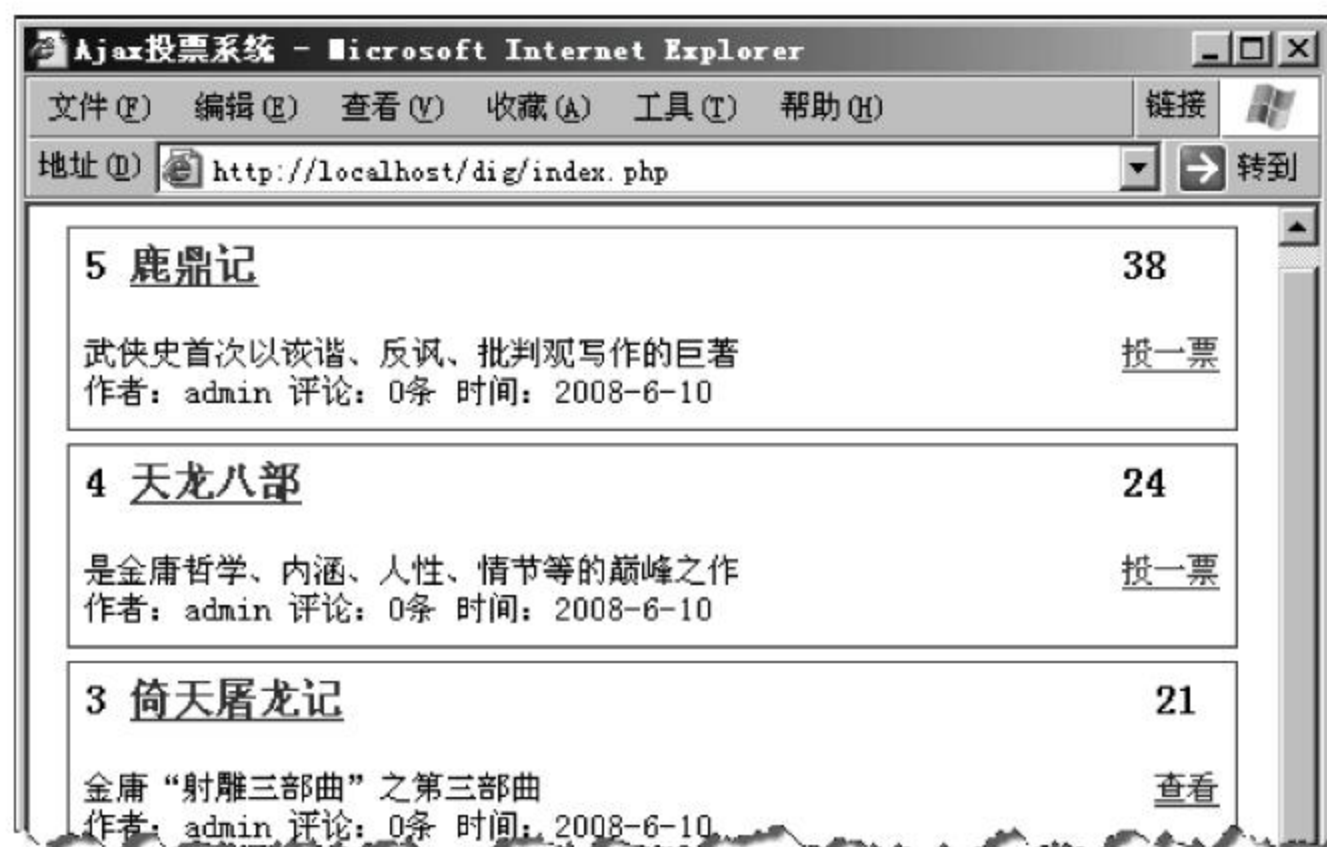 Ajax投票系统 - Microsoft Internet Explorer
文件(F) 编辑(E) 查看(V) 收藏(A) 工具(T) 帮助(H) 链接
地址(D) http://localhost/dig/index.php 转到
5 鹿鼎记 38
武侠史首次以诙谐、反讽、批判观写作的巨著 投一票
作者: admin 评论: 0条 时间: 2008-6-10
4 天龙八部 24
是金庸哲学、内涵、人性、情节等的巅峰之作 投一票
作者: admin 评论: 0条 时间: 2008-6-10
3 倚天屠龙记 21
金庸“射雕三部曲”之第三部曲 查看
作者: admin 评论: 0条 时间: 2008-6-10